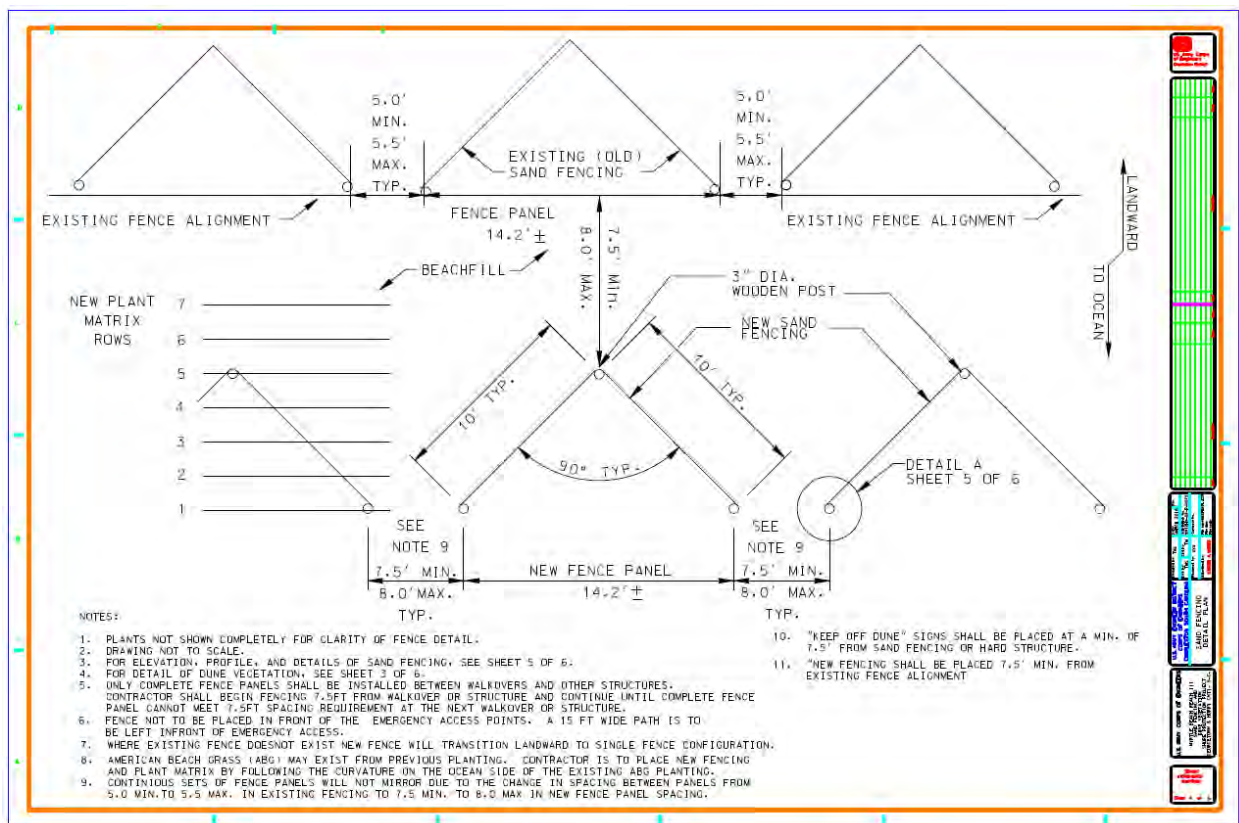 5.0'
MIN.
5.5'
MAX.
TYP.
EXISTING (OLD)
SAND FENCING
5.0'
MIN.
5.5'
MAX.
TYP.
EXISTING FENCE ALIGNMENT
FENCE PANEL
14.2'±
EXISTING FENCE ALIGNMENT
LANDWARD
TO OCEAN
7.5' MIN.
8.0' MAX.
BEACHFILL
3" DIA.
WOODEN POST
NEW SAND
FENCING
NEW PLANT
MATRIX
ROWS
7
6
5
4
3
2
1
10' TYP.
10' TYP.
90° TYP.
DETAIL A
SHEET 5 OF 6
SEE
NOTE 9
7.5' MIN.
8.0'MAX.
TYP.
NEW FENCE PANEL
14.2'±
SEE
NOTE 9
7.5' MIN.
8.0'MAX.
TYP.
NOTES:
1. PLANTS NOT SHOWN COMPLETELY FOR CLARITY OF FENCE DETAIL.
2. DRAWING NOT TO SCALE.
3. FOR ELEVATION, PROFILE, AND DETAILS OF SAND FENCING, SEE SHEET 5 OF 6.
4. FOR DETAIL OF DUNE VEGETATION, SEE SHEET 3 OF 6.
5. ONLY COMPLETE FENCE PANELS SHALL BE INSTALLED BETWEEN WALKOVERS AND OTHER STRUCTURES.
CONTRACTOR SHALL BEGIN FENCING 7.5FT FROM WALKOVER OR STRUCTURE AND CONTINUE UNTIL COMPLETE FENCE
PANEL CANNOT MEET 7.5FT SPACING REQUIREMENT AT THE NEXT WALKOVER OR STRUCTURE.
6. FENCE NOT TO BE PLACED IN FRONT OF THE EMERGENCY ACCESS POINTS. A 15 FT WIDE PATH IS TO
BE LEFT INFRONT OF EMERGENCY ACCESS.
7. WHERE EXISTING FENCE DOESNOT EXIST NEW FENCE WILL TRANSITION LANDWARD TO SINGLE FENCE CONFIGURATION.
8. AMERICAN BEACH GRASS (ABG) MAY EXIST FROM PREVIOUS PLANTING. CONTRACTOR IS TO PLACE NEW FENCING
AND PLANT MATRIX BY FOLLOWING THE CURVATURE ON THE OCEAN SIDE OF THE EXISTING ABG PLANTING.
9. CONTINIOUS SETS OF FENCE PANELS WILL NOT MIRROR DUE TO THE CHANGE IN SPACING BETWEEN PANELS FROM
5.0 MIN.TO 5.5 MAX. IN EXISTING FENCING TO 7.5 MIN. TO 8.0 MAX IN NEW FENCE PANEL SPACING.
10. "KEEP OFF DUNE" SIGNS SHALL BE PLACED AT A MIN. OF
7.5' FROM SAND FENCING OR HARD STRUCTURE.
11. "NEW FENCING SHALL BE PLACED 7.5' MIN. FROM
EXISTING FENCE ALIGNMENT
SAND FENCING
DETAIL PLAN
U.S. ARMY CORPS OF ENGINEERS